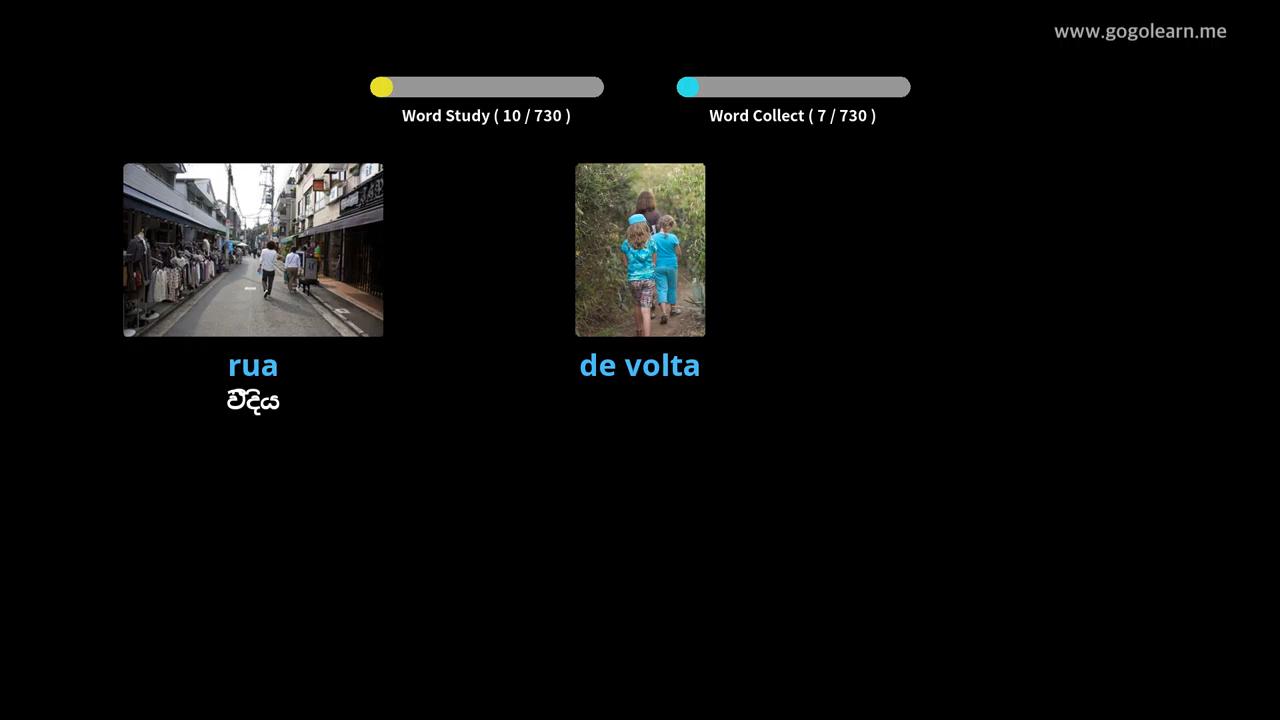 www.gogolearn.me
Word Study ( 10 / 730 )
Word Collect ( 7 / 730 )
rua
de volta
වීදිය